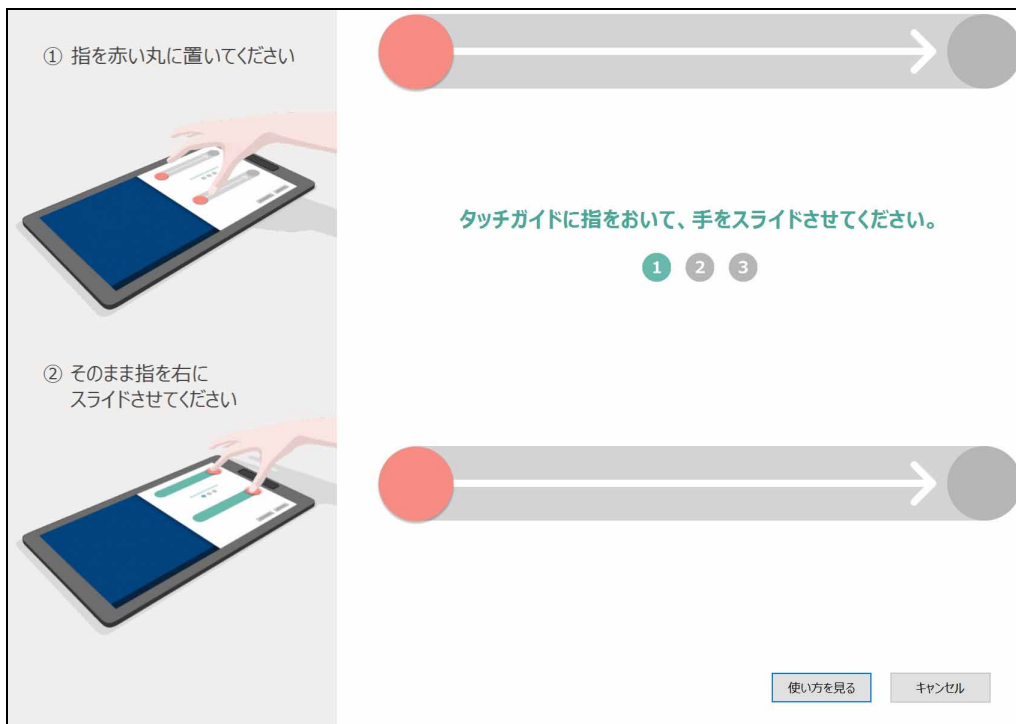 ① 指を赤い丸に置いてください
② そのまま指を右に
スライドさせてください
タッチガイドに指をおいて、手をスライドさせてください。
1 2 3
使い方を見る キャンセル